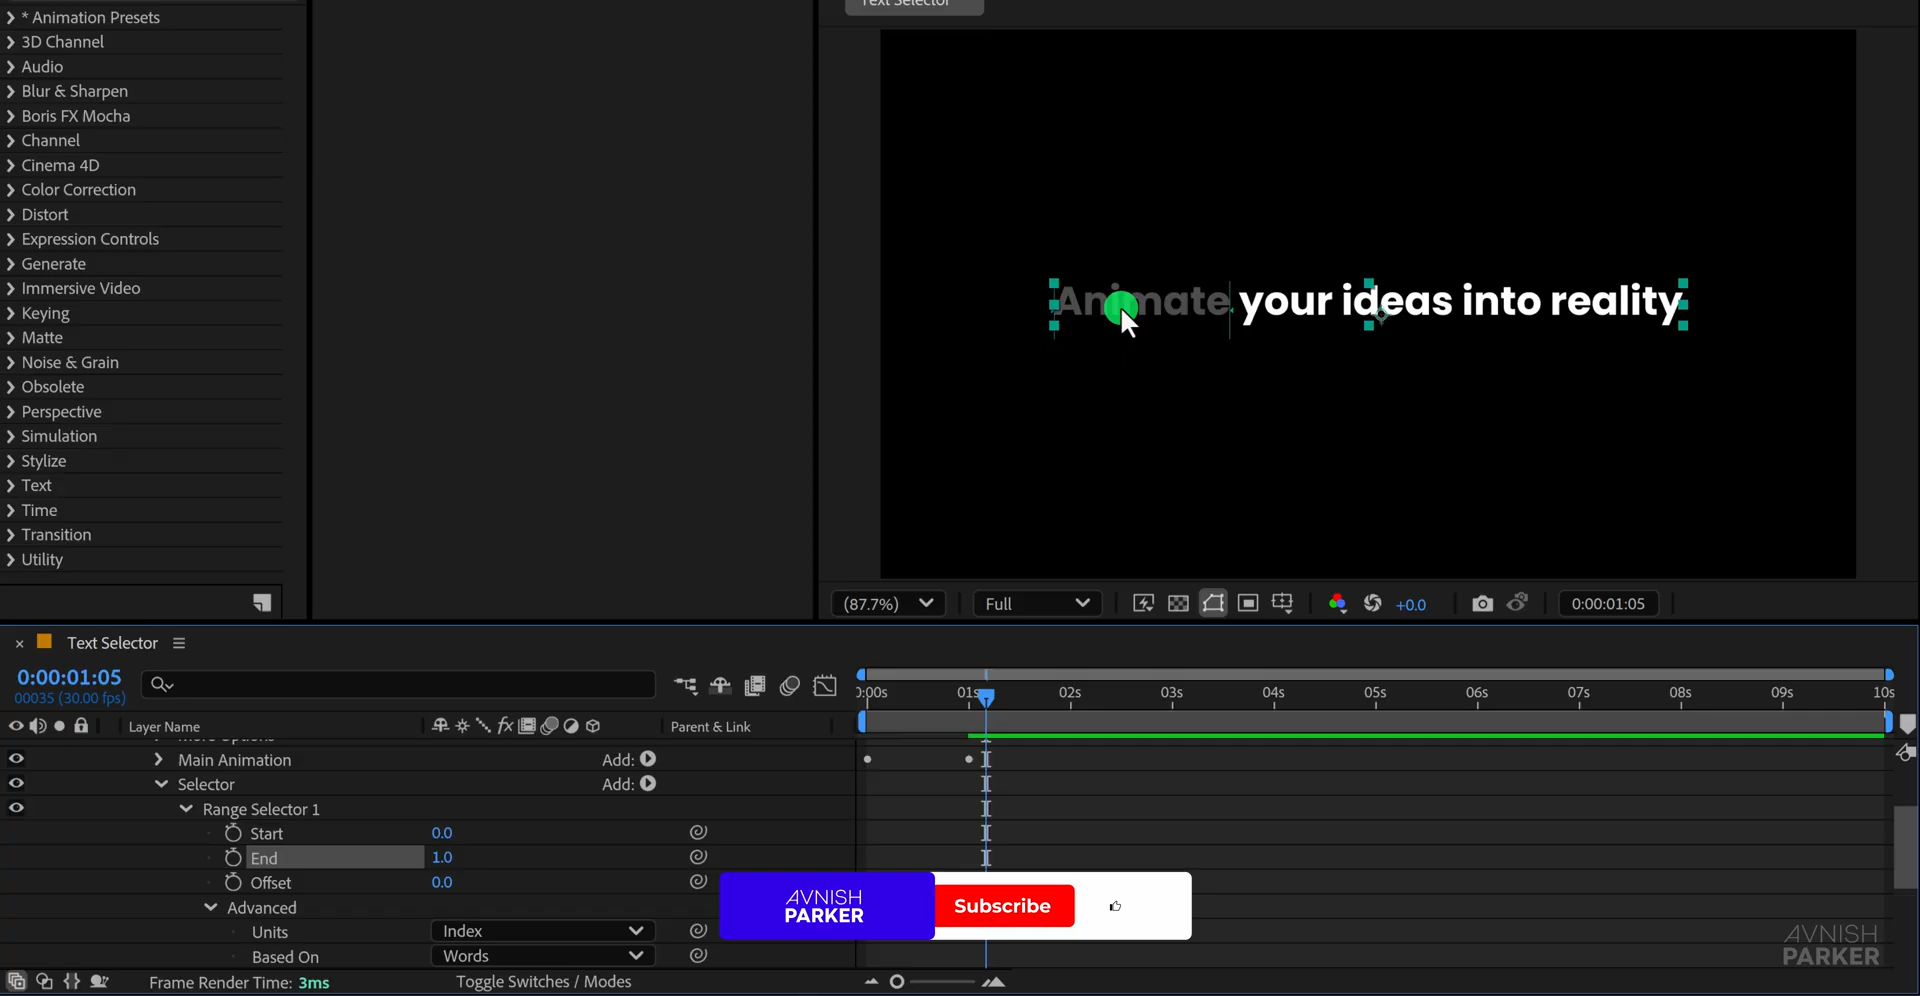 Text Selector
* Animation Presets
3D Channel
Audio
Blur & Sharpen
Boris FX Mocha
Channel
Cinema 4D
Color Correction
Distort
Expression Controls
Generate
Immersive Video
Keying
Matte
Noise & Grain
Obsolete
Perspective
Simulation
Stylize
Text
Time
Transition
Utility
Animate your ideas into reality
(87.7%)
Full
+0.0
0:00:01:05
Text Selector
0:00:01:05
00035 (30.00 fps)
0:00s 01s 02s 03s 04s 05s 06s 07s 08s 09s 10s
Layer Name
fx
Parent & Link
More Options
Main Animation
Add:
Selector
Add:
Range Selector 1
Start 0.0
End 1.0
Offset 0.0
Advanced
Units Index
Based On Words
AVNISH
PARKER
Subscribe
AVNISH
PARKER
Frame Render Time: 3ms
Toggle Switches / Modes